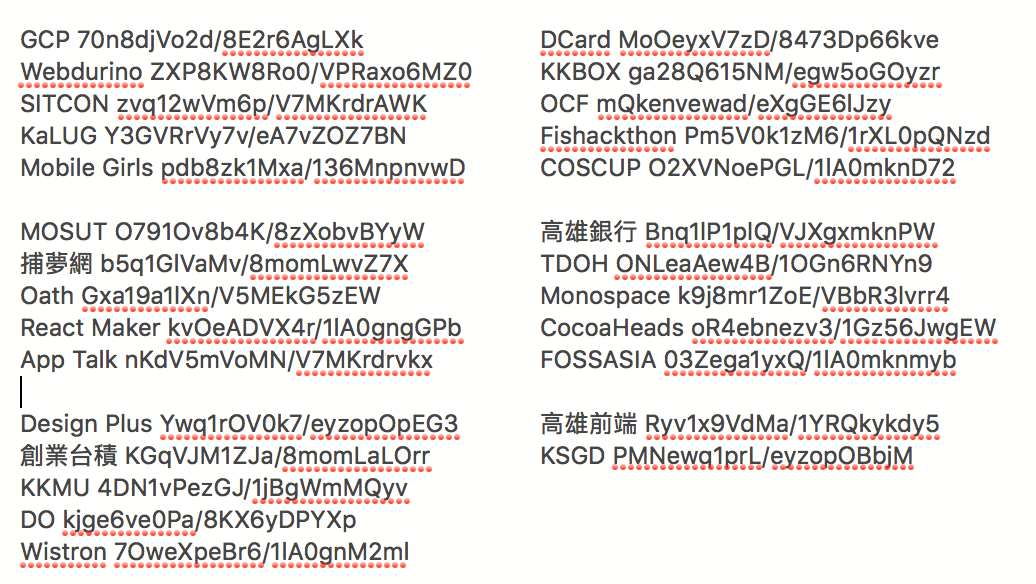 GCP 70n8djVo2d/8E2r6AgLXk
Webdurino ZXP8KW8Ro0/VPRaxo6MZ0
SITCON zvq12wVm6p/V7MKrdrAWK
KaLUG Y3GVRrVy7v/eA7vZOZ7BN
Mobile Girls pdb8zk1Mxa/136MnpnvwD
MOSUT O791Ov8b4K/8zXobvBYyW
捕夢網 b5q1GlVaMv/8momLwvZ7X
Oath Gxa19a1lXn/V5MEkG5zEW
React Maker kvOeADVX4r/1lA0gngGPb
App Talk nKdV5mVoMN/V7MKrdrvkx
Design Plus Ywq1rOV0k7/eyzopOpEG3
創業台積 KGqVJM1ZJa/8momLaLOrr
KKMU 4DN1vPezGJ/1jBgWmMQyv
DO kjge6ve0Pa/8KX6yDPYXp
Wistron 7OweXpeBr6/1lA0gnM2ml
DCard MoOeyxV7zD/8473Dp66kve
KKBOX ga28Q615NM/egw5oGOyzr
OCF mQkenvewad/eXgGE6lJzy
Fishackthon Pm5V0k1zM6/1rXL0pQNzd
COSCUP O2XVNoePGL/1lA0mknD72
高雄銀行 Bnq1lP1plQ/VJXgxmknPW
TDOH ONLeaAew4B/1OGn6RNYn9
Monospace k9j8mr1ZoE/VBbR3lvrr4
CocoaHeads oR4ebnezv3/1Gz56JwgEW
FOSSASIA 03Zega1yxQ/1lA0mknmyb
高雄前端 Ryv1x9VdMa/1YRQkykdy5
KSGD PMNewq1prL/eyzopOBbjM